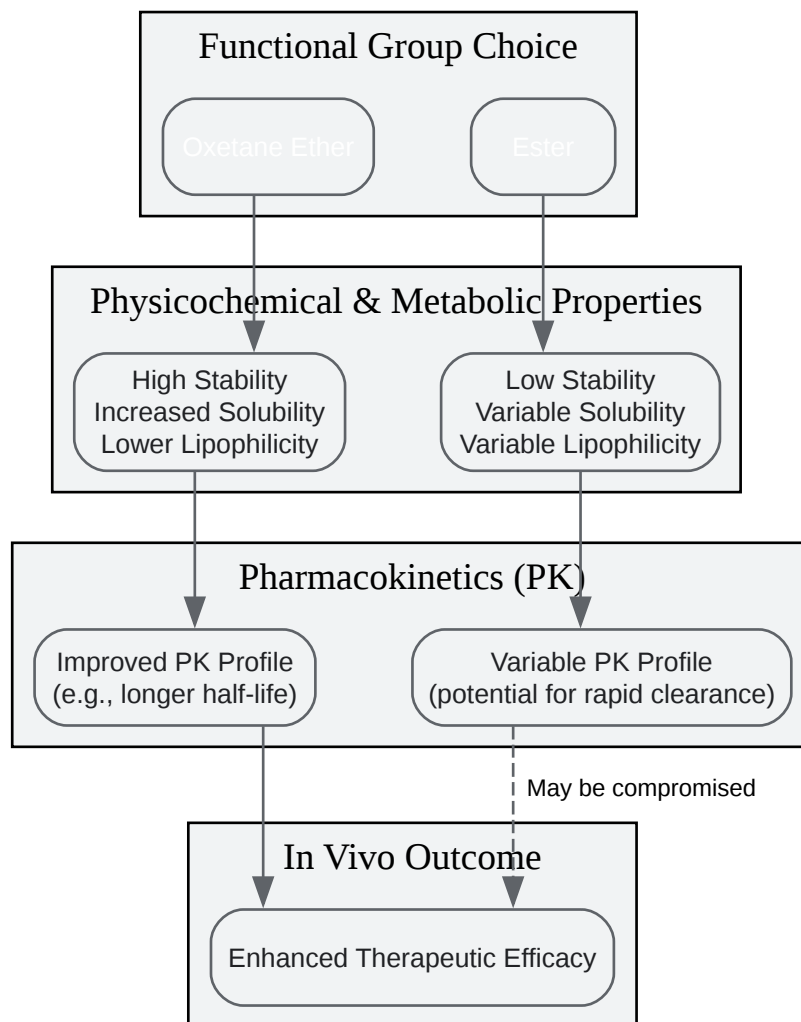 Functional Group Choice
Oxetane Ether
Ester
Physicochemical & Metabolic Properties
High Stability
Increased Solubility
Lower Lipophilicity
Low Stability
Variable Solubility
Variable Lipophilicity
Pharmacokinetics (PK)
Improved PK Profile
(e.g., longer half-life)
Variable PK Profile
(potential for rapid clearance)
May be compromised
In Vivo Outcome
Enhanced Therapeutic Efficacy